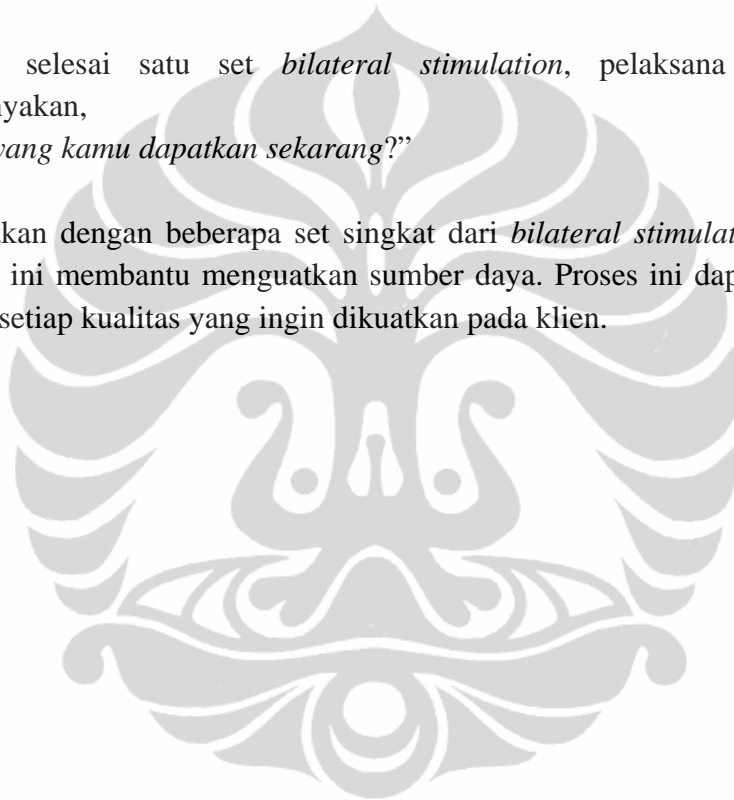 selesai satu set bilateral stimulation, pelaksana
nyakan,
yang kamu dapatkan sekarang?”
kan dengan beberapa set singkat dari bilateral stimulat
ini membantu menguatkan sumber daya. Proses ini dap
setiap kualitas yang ingin dikuatkan pada klien.